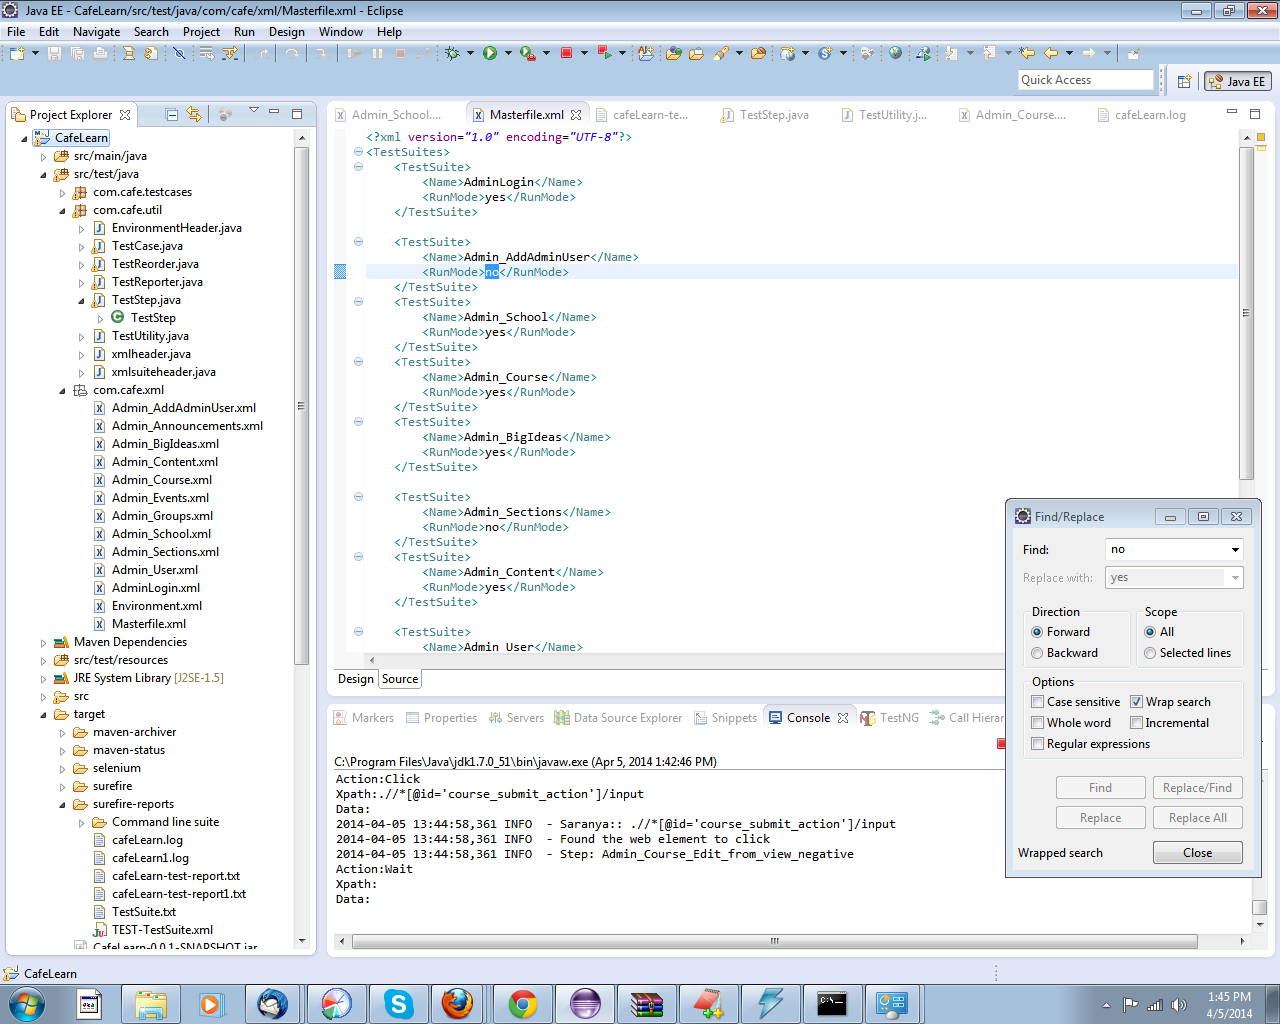 Java EE - CafeLearn/src/test/java/com/cafe/xml/Masterfile.xml - Eclipse
File Edit Navigate Search Project Run Design Window Help
Quick Access
Java EE
Project Explorer
CafeLearn
src/main/java
src/test/java
com.cafe.testcases
com.cafe.util
EnvironmentHeader.java
TestCase.java
TestReorder.java
TestReporter.java
TestStep.java
TestStep
TestUtility.java
xmlheader.java
xmlsuiteheader.java
com.cafe.xml
Admin_AddAdminUser.xml
Admin_Announcements.xml
Admin_BigIdeas.xml
Admin_Content.xml
Admin_Course.xml
Admin_Events.xml
Admin_Groups.xml
Admin_School.xml
Admin_Sections.xml
Admin_User.xml
AdminLogin.xml
Environment.xml
Masterfile.xml
Maven Dependencies
src/test/resources
JRE System Library [J2SE-1.5]
src
target
maven-archiver
maven-status
selenium
surefire
surefire-reports
Command line suite
cafeLearn.log
cafeLearn1.log
cafeLearn-test-report.txt
cafeLearn-test-report1.txt
TestSuite.txt
TEST-TestSuite.xml
CafeLearn-0.0.1-SNAPSHOT.jar
Admin_School.... Masterfile.xml cafeLearn-te... TestStep.java TestUtility.j... Admin_Course.... cafeLearn.log
<?xml version="1.0" encoding="UTF-8"?>
<TestSuites>
<TestSuite>
<Name>AdminLogin</Name>
<RunMode>yes</RunMode>
</TestSuite>
<TestSuite>
<Name>Admin_AddAdminUser</Name>
<RunMode>no</RunMode>
</TestSuite>
<TestSuite>
<Name>Admin_School</Name>
<RunMode>yes</RunMode>
</TestSuite>
<TestSuite>
<Name>Admin_Course</Name>
<RunMode>yes</RunMode>
</TestSuite>
<TestSuite>
<Name>Admin_BigIdeas</Name>
<RunMode>yes</RunMode>
</TestSuite>
<TestSuite>
<Name>Admin_Sections</Name>
<RunMode>no</RunMode>
</TestSuite>
<TestSuite>
<Name>Admin_Content</Name>
<RunMode>yes</RunMode>
</TestSuite>
<TestSuite>
<Name>Admin User</Name>
Design Source
Markers Properties Servers Data Source Explorer Snippets Console TestNG Call Hierar
C:\Program Files\Java\jdk1.7.0_51\bin\javaw.exe (Apr 5, 2014 1:42:46 PM)
Action:Click
Xpath:.//*[@id='course_submit_action']/input
Data:
2014-04-05 13:44:58,361 INFO - Saranya:: .//*[@id='course_submit_action']/input
2014-04-05 13:44:58,361 INFO - Found the web element to click
2014-04-05 13:44:58,361 INFO - Step: Admin_Course_Edit_from_view_negative
Action:Wait
Xpath:
Data:
Find/Replace
Find: no
Replace with: yes
Direction Scope
Forward All
Backward Selected lines
Options
Case sensitive Wrap search
Whole word Incremental
Regular expressions
Find Replace/Find
Replace Replace All
Wrapped search Close
CafeLearn
1:45 PM
4/5/2014